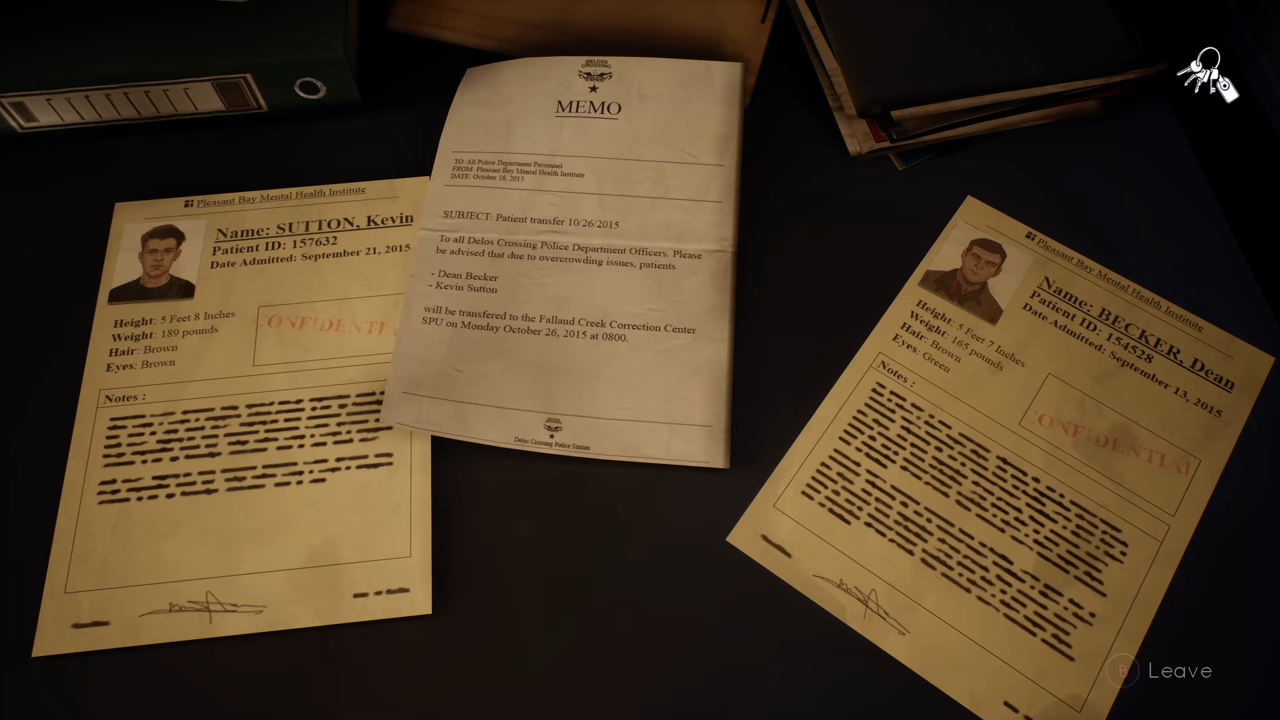 Pleasant Bay Mental Health Institute
Name: SUTTON, Kevin
Patient ID: 157632
Date Admitted: September 21, 2015
Height: 5 Feet 8 Inches
Weight: 189 pounds
Hair: Brown
Eyes: Brown
CONFIDENTI
Notes :
DELOS
CROSSING
MEMO
TO: All Police Department Personnel
FROM: Pleasant Bay Mental Health Institute
DATE: October 16, 2015
SUBJECT: Patient transfer 10/26/2015
To all Delos Crossing Police Department Officers. Please
be advised that due to overcrowding issues, patients
- Dean Becker
- Kevin Sutton
will be transfered to the Falland Creek Correction Center
SPU on Monday October 26, 2015 at 0800.
Delos Crossing Police Station
Pleasant Bay Mental Health Institute
Name: BECKER, Dean
Patient ID: 154528
Date Admitted: September 13, 2015
Height: 5 Feet 7 Inches
Weight: 165 pounds
Hair: Brown
Eyes: Green
CONFIDENTIAL
Notes :
B Leave